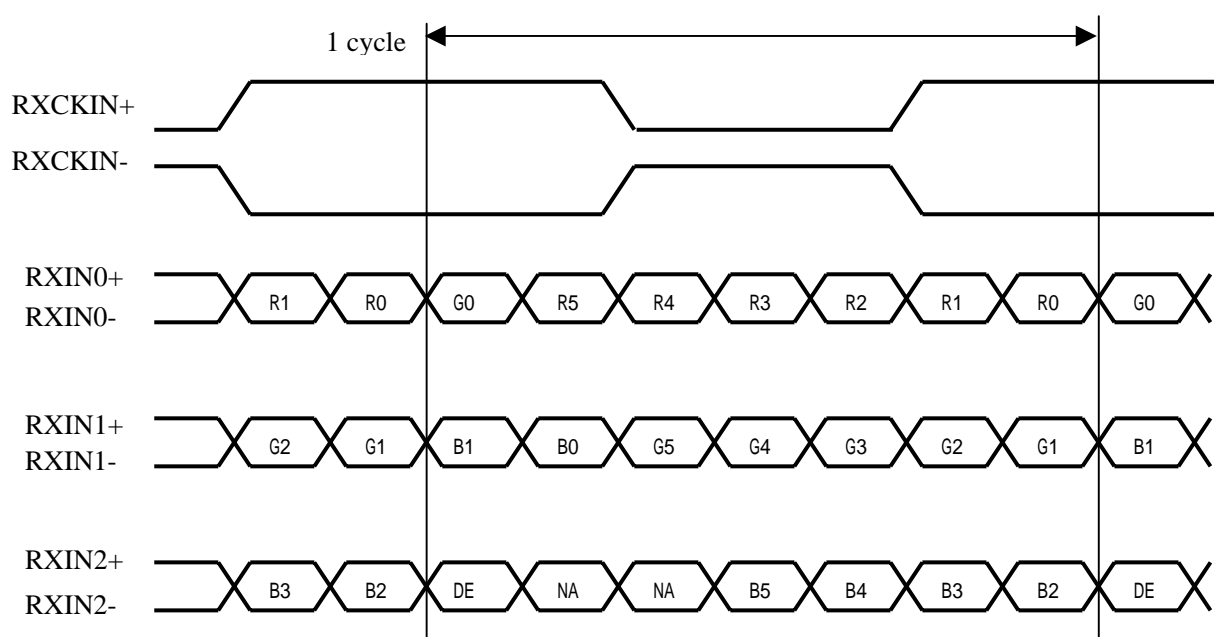 1 cycle
RXCKIN+
RXCKIN-
RXIN0+
RXIN0-
R1 R0 G0 R5 R4 R3 R2 R1 R0 G0
RXIN1+
RXIN1-
G2 G1 B1 B0 G5 G4 G3 G2 G1 B1
RXIN2+
RXIN2-
B3 B2 DE NA NA B5 B4 B3 B2 DE